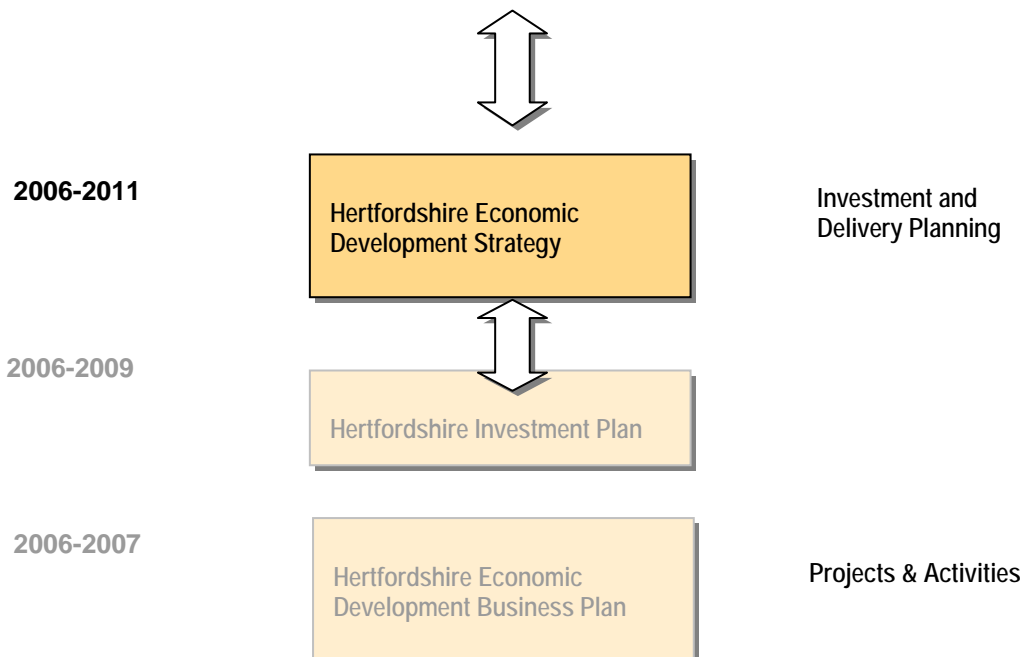 2006-2011
Hertfordshire Economic
Development Strategy
Investment and
Delivery Planning
2006-2009
Hertfordshire Investment Plan
2006-2007
Hertfordshire Economic
Development Business Plan
Projects & Activities